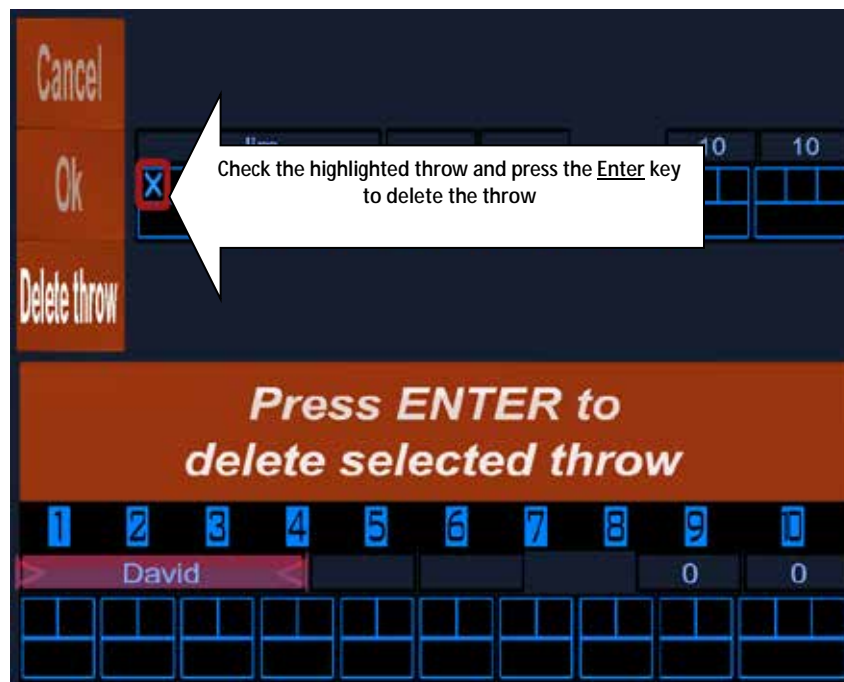 Cancel
10 10
Ok
X
Check the highlighted throw and press the Enter key
to delete the throw
Delete throw
Press ENTER to
delete selected throw
1 2 3 4 5 6 7 8 9 10
> David < 0 0